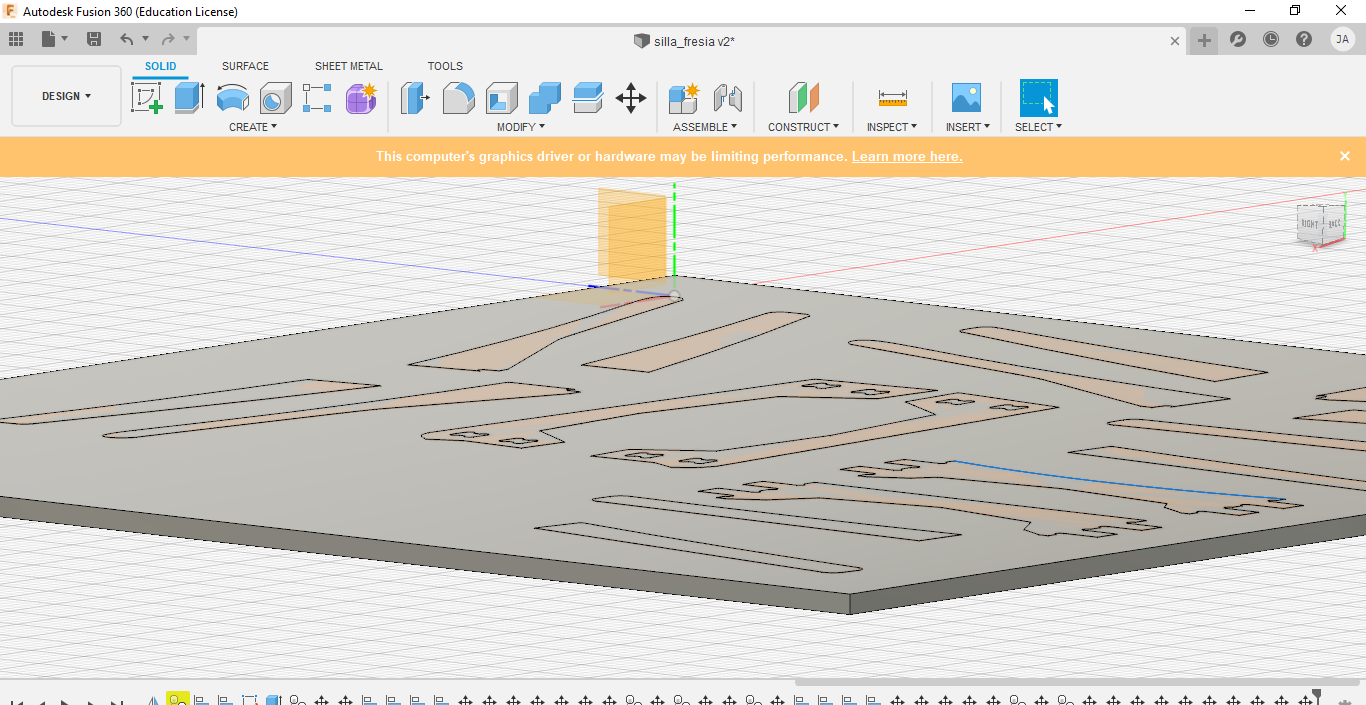 Autodesk Fusion 360 (Education License)
silla_fresia v2*
JA
SOLID SURFACE SHEET METAL TOOLS
DESIGN
CREATE MODIFY ASSEMBLE CONSTRUCT INSPECT INSERT SELECT
This computer's graphics driver or hardware may be limiting performance. Learn more here.
RIGHT BACK
X